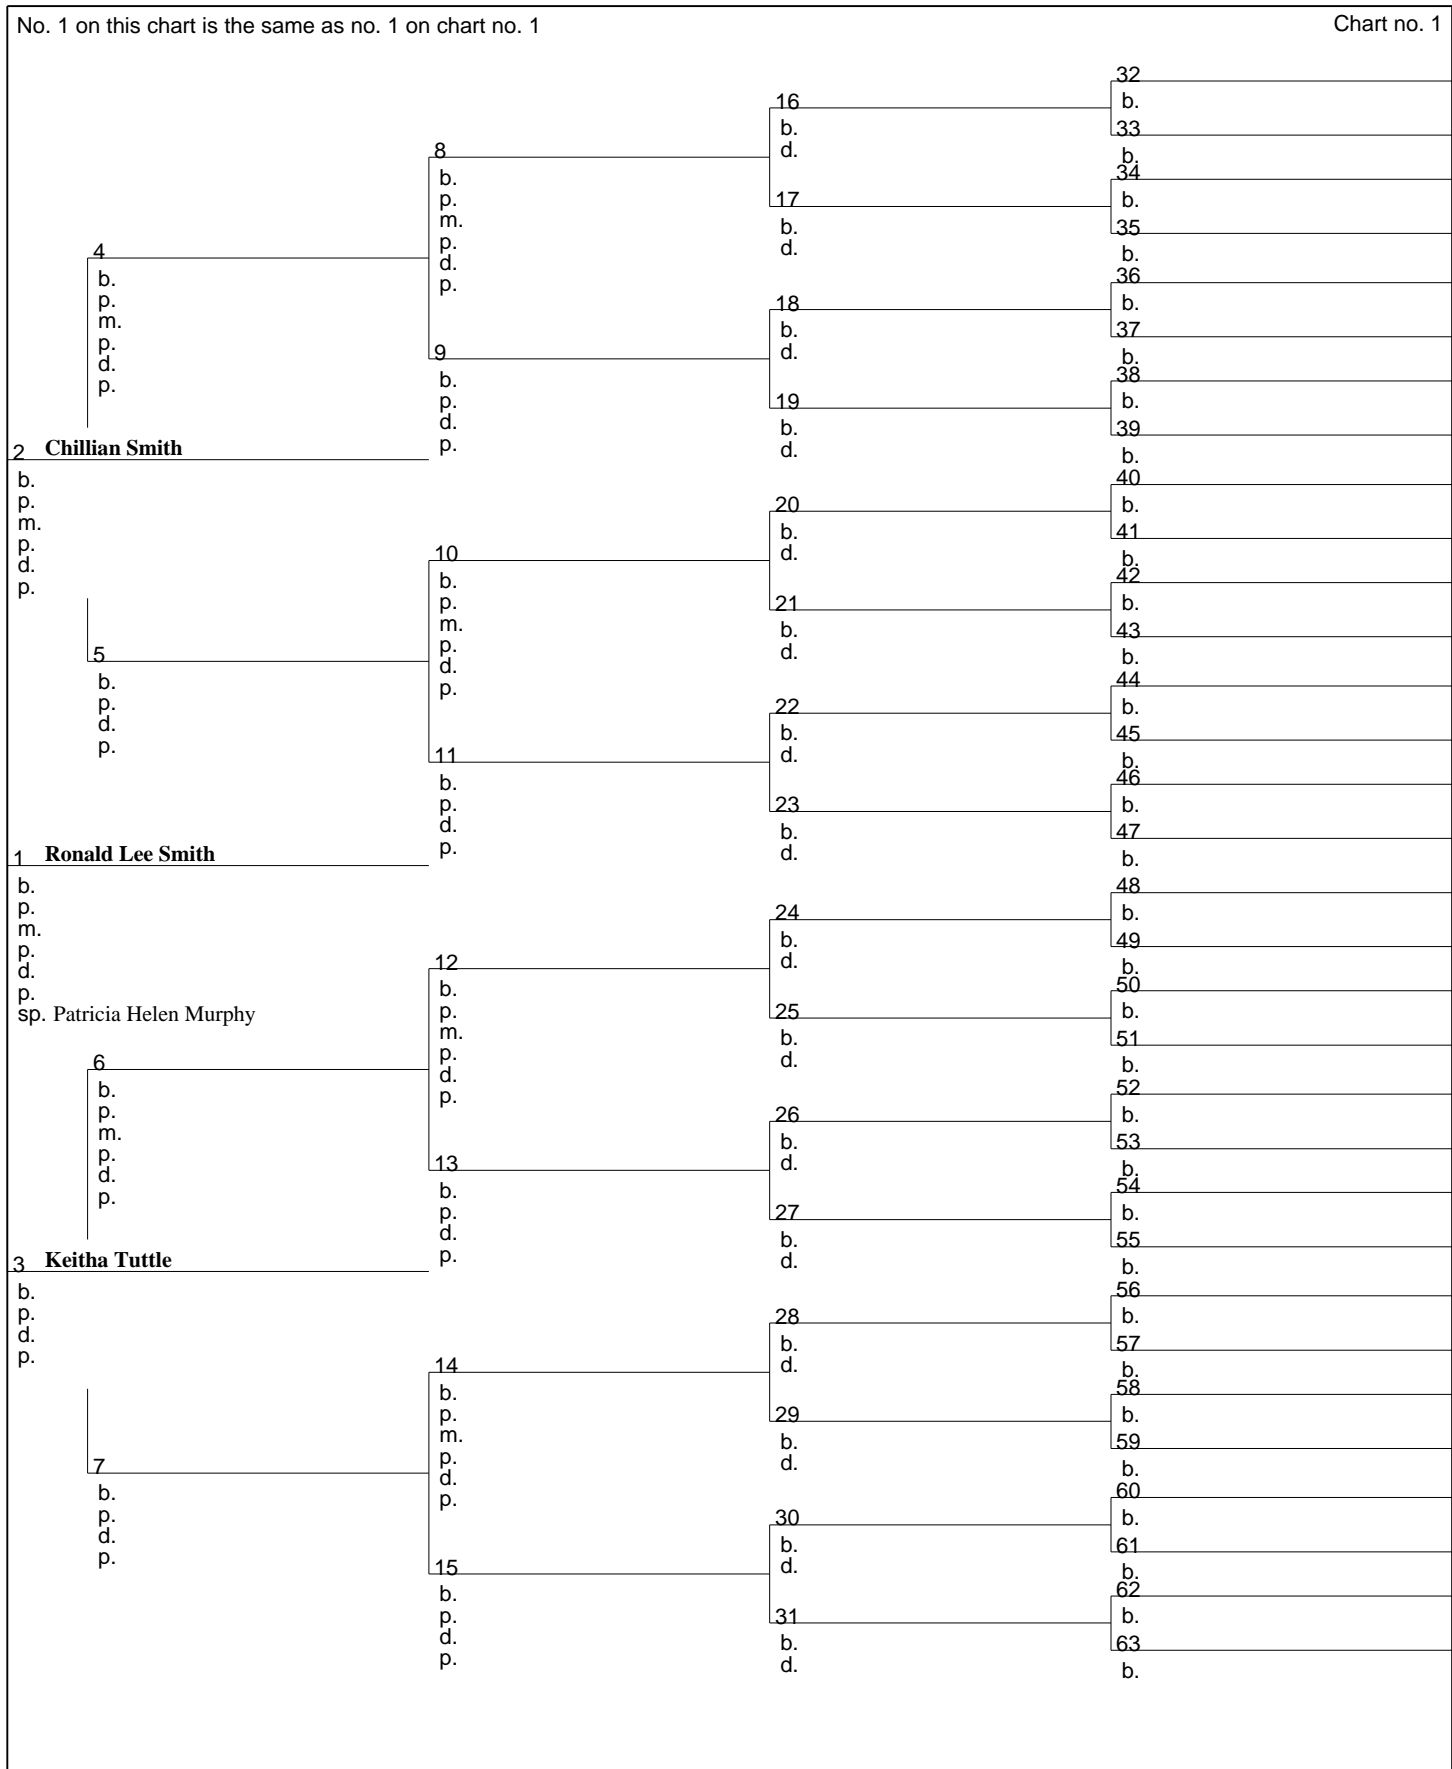 No. 1 on this chart is the same as no. 1 on chart no. 1
Chart no. 1
2 Chillian Smith
b.
p.
m.
p.
d.
p.
1 Ronald Lee Smith
b.
p.
m.
p.
d.
p.
sp. Patricia Helen Murphy
3 Keitha Tuttle
b.
p.
d.
p.
4
b.
p.
m.
p.
d.
p.
5
b.
p.
d.
p.
6
b.
p.
m.
p.
d.
p.
7
b.
p.
d.
p.
8
b.
p.
m.
p.
d.
p.
9
b.
p.
d.
p.
10
b.
p.
m.
p.
d.
p.
11
b.
p.
d.
p.
12
b.
p.
m.
p.
d.
p.
13
b.
p.
d.
p.
14
b.
p.
m.
p.
d.
p.
15
b.
p.
d.
p.
16
b.
d.
17
b.
d.
18
b.
d.
19
b.
d.
20
b.
d.
21
b.
d.
22
b.
d.
23
b.
d.
24
b.
d.
25
b.
d.
26
b.
d.
27
b.
d.
28
b.
d.
29
b.
d.
30
b.
d.
31
b.
d.
32
b.
33
b.
34
b.
35
b.
36
b.
37
b.
38
b.
39
b.
40
b.
41
b.
42
b.
43
b.
44
b.
45
b.
46
b.
47
b.
48
b.
49
b.
50
b.
51
b.
52
b.
53
b.
54
b.
55
b.
56
b.
57
b.
58
b.
59
b.
60
b.
61
b.
62
b.
63
b.